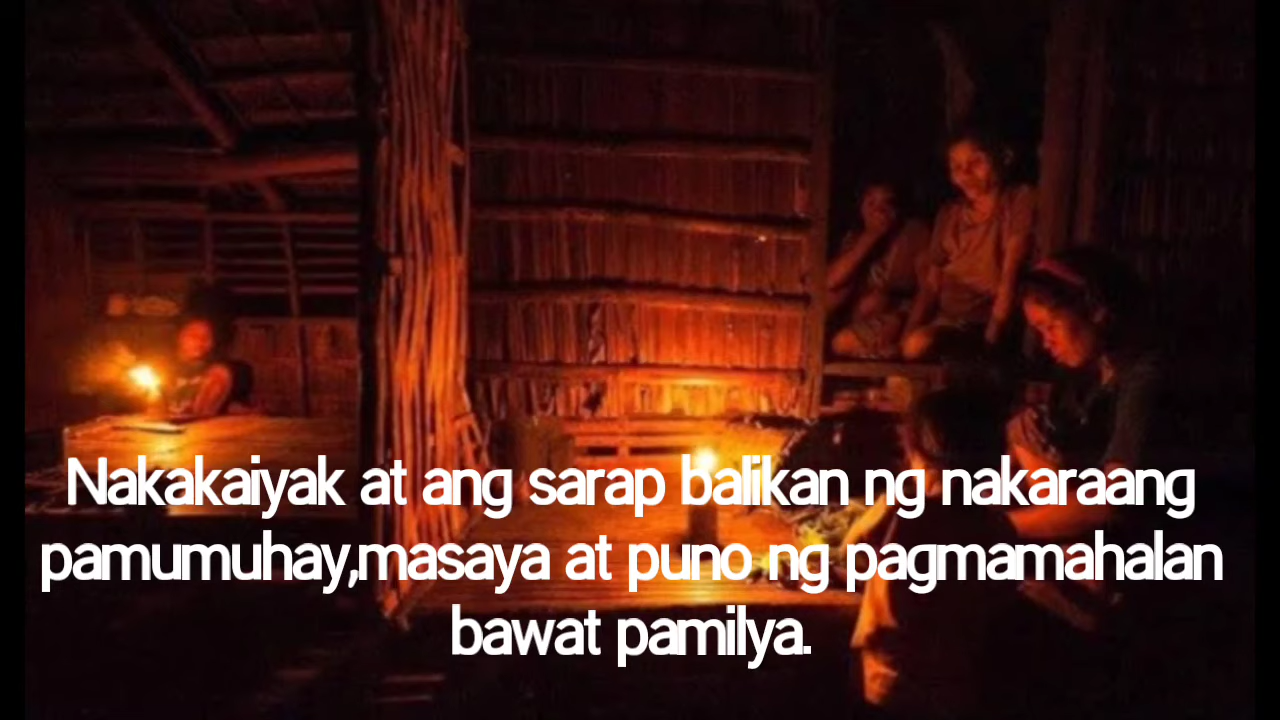 Nakakaiyak at ang sarap balikan ng nakaraang
pamumuhay,masaya at puno ng pagmamahalan
bawat pamilya.